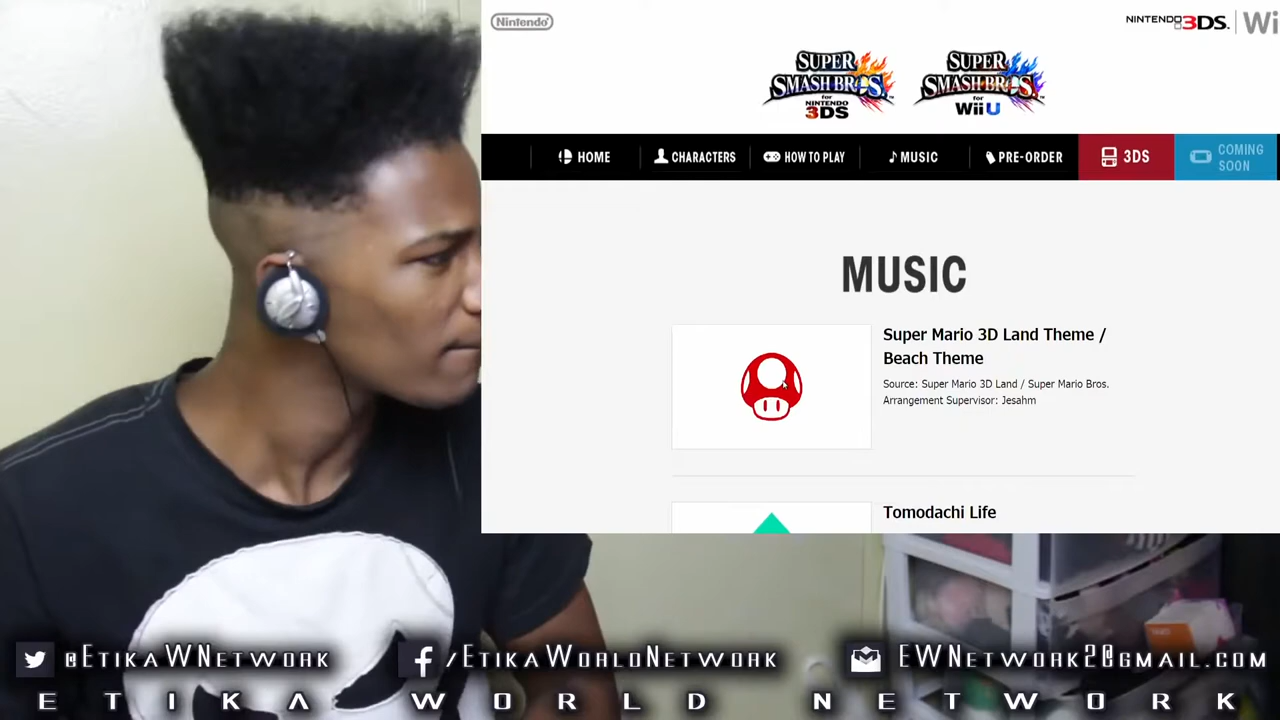 Nintendo
NINTENDO 3DS. Wi
SUPER SMASH BROS. for NINTENDO 3DS
SUPER SMASH BROS. for Wii U
HOME
CHARACTERS
HOW TO PLAY
MUSIC
PRE-ORDER
3DS
COMING SOON
MUSIC
Super Mario 3D Land Theme /
Beach Theme
Source: Super Mario 3D Land / Super Mario Bros.
Arrangement Supervisor: Jesahm
Tomodachi Life
@EtikaWNetwork
/EtikaWorldNetwork
EWNetwork2@gmail.com
ETIKA WORLD NETWORK